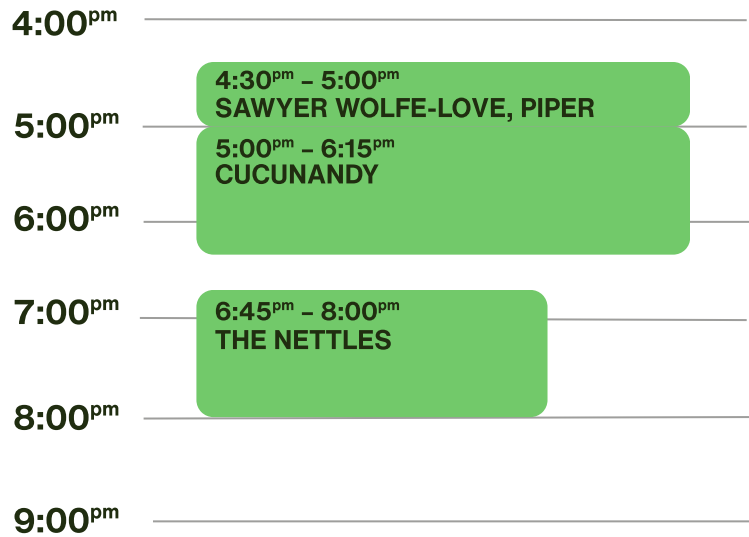 4:00pm
4:30pm – 5:00pm
SAWYER WOLFE-LOVE, PIPER
5:00pm
5:00pm – 6:15pm
CUCUNANDY
6:00pm
7:00pm
6:45pm – 8:00pm
THE NETTLES
8:00pm
9:00pm